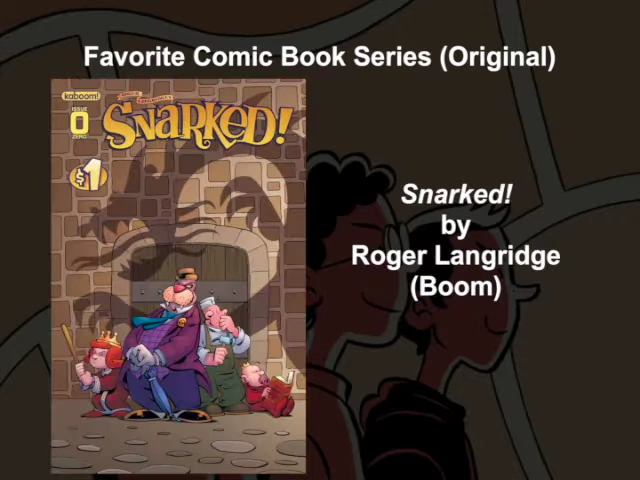 Favorite Comic Book Series (Original)
kaboom!
ISSUE
0
ZERO
SNARKED!
$1
Snarked!
by
Roger Langridge
(Boom)